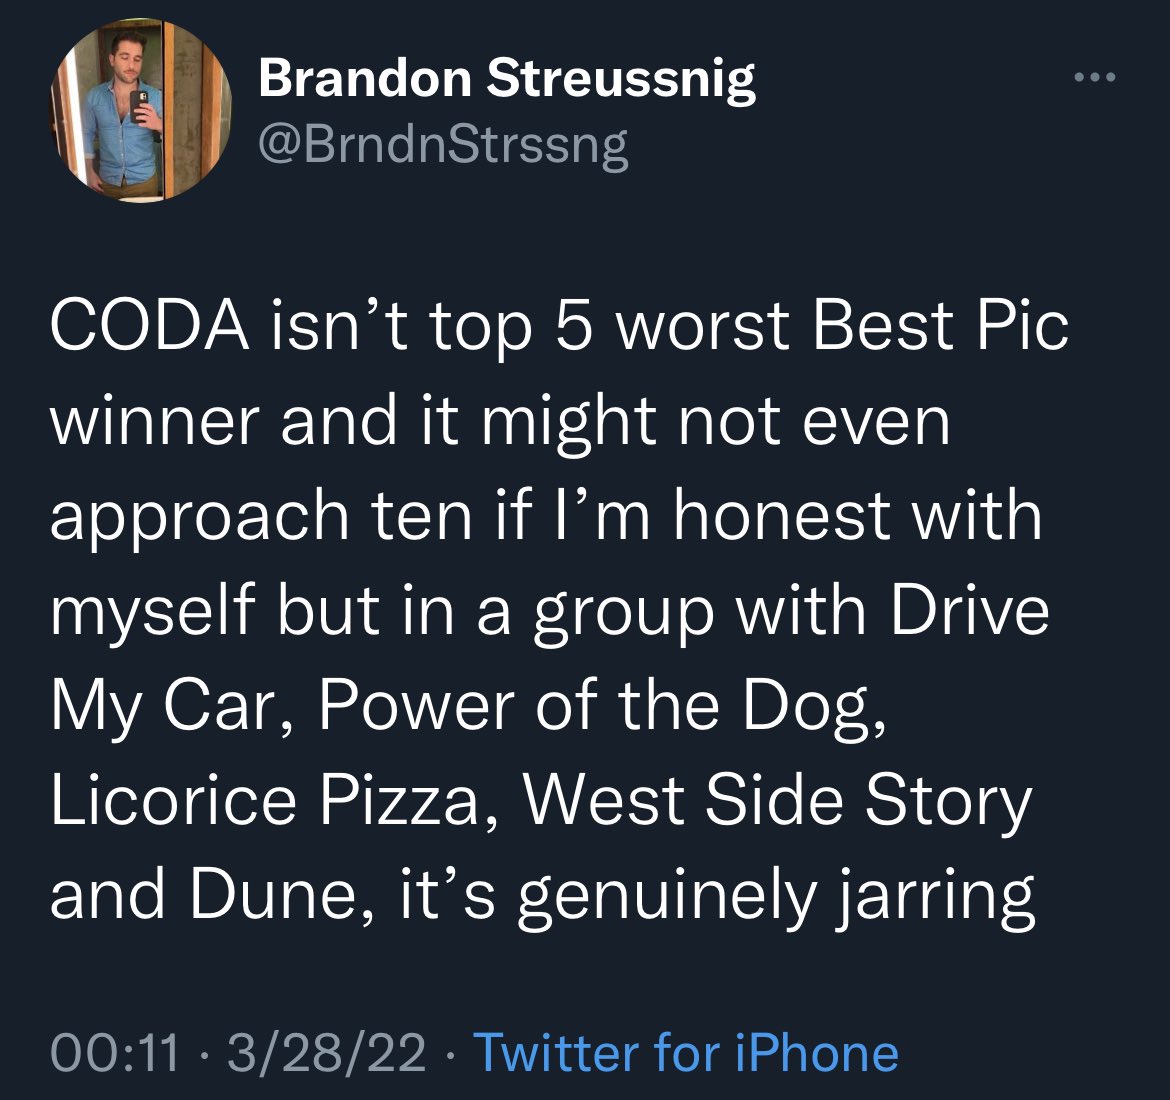 Brandon Streussnig
@BrndnStrssng
CODA isn’t top 5 worst Best Pic
winner and it might not even
approach ten if I’m honest with
myself but in a group with Drive
My Car, Power of the Dog,
Licorice Pizza, West Side Story
and Dune, it’s genuinely jarring
00:11 · 3/28/22 · Twitter for iPhone